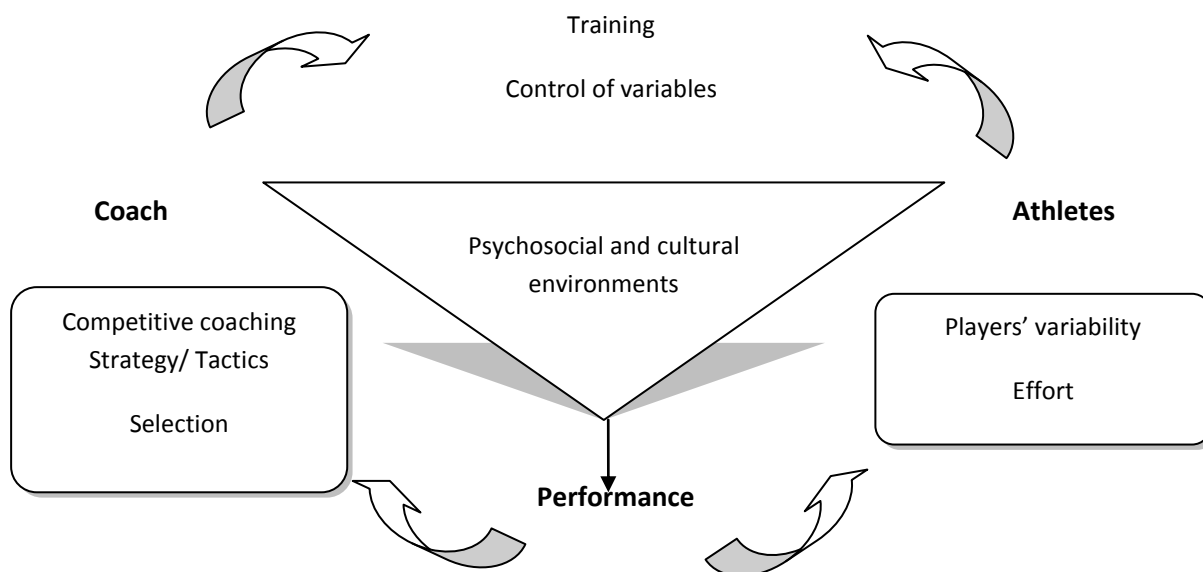 Training
Control of variables
Coach
Athletes
Psychosocial and cultural
environments
Competitive coaching
Strategy/ Tactics
Selection
Players’ variability
Effort
Performance